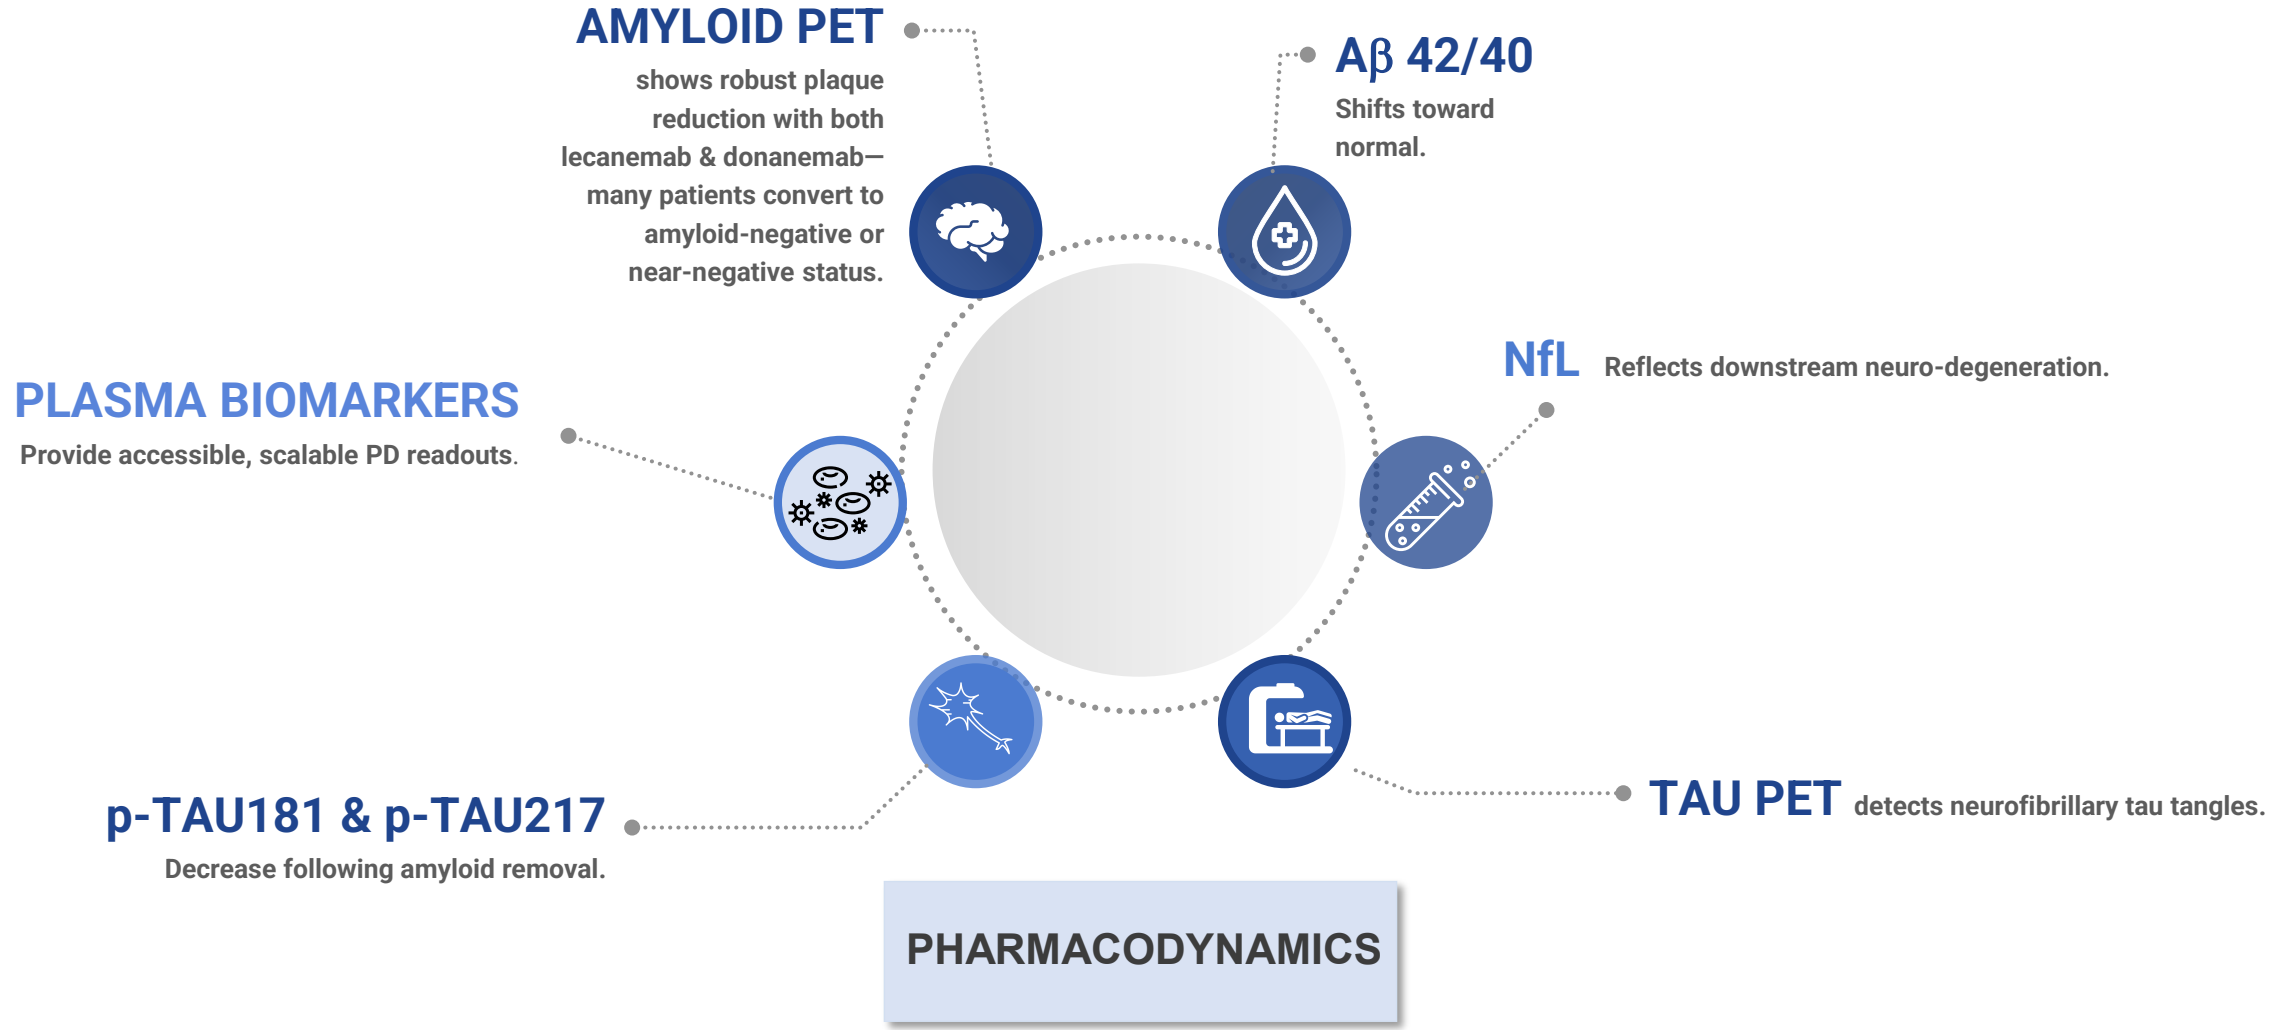 AMYLOID PET
shows robust plaque
reduction with both
lecanemab & donanemab—
many patients convert to
amyloid-negative or
near-negative status.
Aβ 42/40
Shifts toward
normal.
NfL Reflects downstream neuro-degeneration.
PLASMA BIOMARKERS
Provide accessible, scalable PD readouts.
p-TAU181 & p-TAU217
Decrease following amyloid removal.
TAU PET detects neurofibrillary tau tangles.
PHARMACODYNAMICS